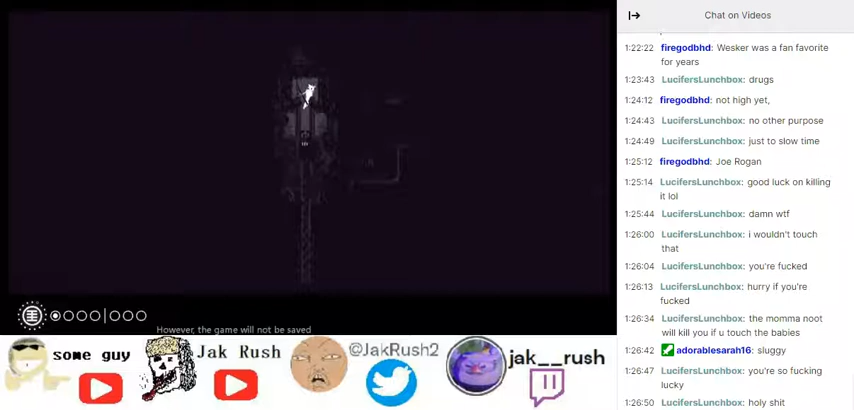 Chat on Videos
1:22:22 firegodbhd: Wesker was a fan favorite
for years
1:23:43 LucifersLunchbox: drugs
1:24:12 firegodbhd: not high yet,
1:24:43 LucifersLunchbox: no other purpose
1:24:49 LucifersLunchbox: just to slow time
1:25:12 firegodbhd: Joe Rogan
1:25:14 LucifersLunchbox: good luck on killing
it lol
1:25:44 LucifersLunchbox: damn wtf
1:26:00 LucifersLunchbox: i wouldn't touch
that
1:26:04 LucifersLunchbox: you're fucked
1:26:13 LucifersLunchbox: hurry if you're
fucked
1:26:34 LucifersLunchbox: the momma noot
will kill you if u touch the babies
1:26:42 adorablesarah16: sluggy
1:26:47 LucifersLunchbox: you're so fucking
lucky
1:26:50 LucifersLunchbox: holy shit
However, the game will not be saved
some guy
Jak Rush
@JakRush2
jak__rush